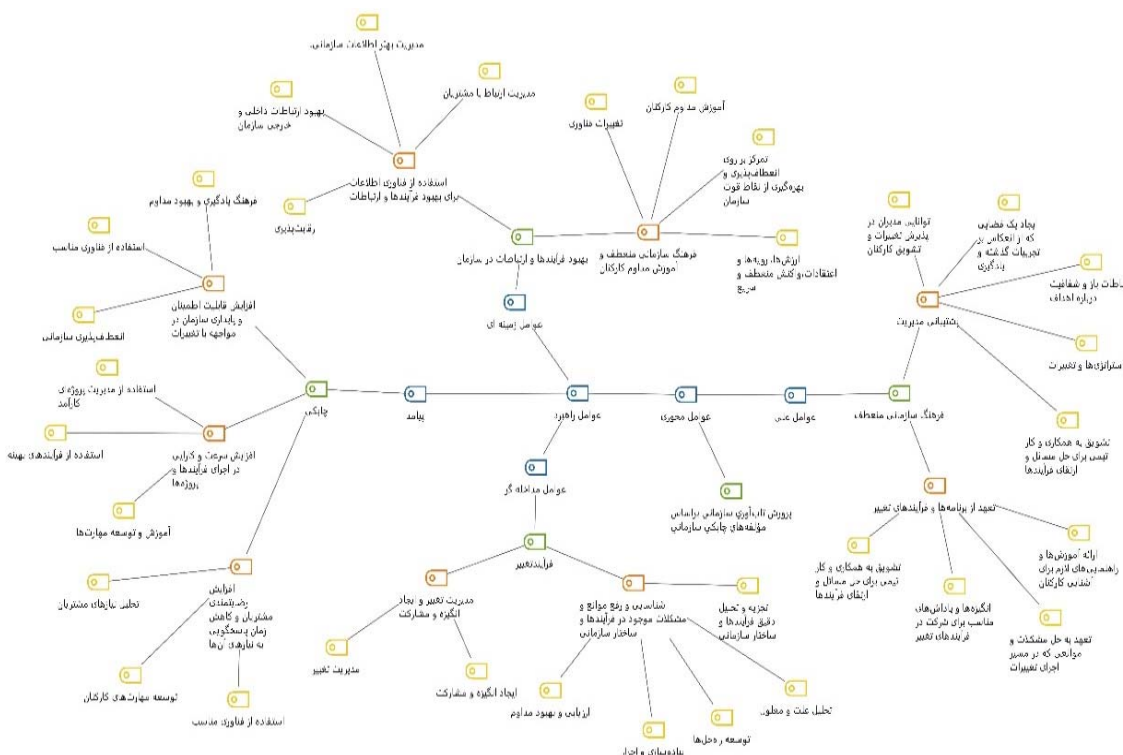 مدیریت بهتر اطلاعات سازمانی
مدیریت ارتباط با مشتریان
بهبود ارتباطات داخلی و
خارجی سازمان
استفاده از فناوری اطلاعات
برای بهبود فرآیندها و ارتباطات
رقابت‌پذیری
آموزش مداوم کارکنان
تغییرات فناوری
تمرکز بر روی
انعطاف‌پذیری و
بهره‌گیری از نقاط قوت
سازمان
فرهنگ سازمانی منعطف و
آموزش مداوم کارکنان
ارزش‌ها، رویه‌ها و
اعتقادات،وکنش منعطف و
سریع
بهبود فرآیندها و ارتباطات در سازمان
عوامل زمینه ای
فرهنگ یادگیری و بهبود مداوم
استفاده از فناوری مناسب
افزایش قابلیت اطمینان
و پایداری سازمان در
مواجهه با تغییرات
انعطاف‌پذیری سازمانی
توانایی مدیران در
پذیرش تغییرات و
تشویق کارکنان
یجاد یک فضایی
که از انعکاس بر
تجربیات گذشته و
یادگیری
باز و شفافیت
درباره اهداف
پشتیبانی مدیریت
ستراتژی‌ها و تغییرات
تشویق به همکاری و کار
تیمی برای حل مسائل و
ارتقای فرآیندها
استفاده از مدیریت پروژه‌ی
کارآمد
چابکی
پیامد
عوامل راهبرد
عوامل محوری
عوامل علی
فرهنگ سازمانی منعطف
استفاده از فرآیندهای بهینه
افزایش سرعت و کارایی
در اجرای فرآیندها و
پروژه‌ها
آموزش و توسعه مهارت‌ها
عوامل مداخله گر
پرورش تاب‌آوری سازمانی براساس
مؤلفه‌های چابکی سازمانی
تعهد از برنامه‌ها و فرآیندهای تغییر
فرآیندتغییر
تشویق به همکاری و کار
تیمی برای حل مسائل و
ارتقای فرآیندها
ارائه آموزش‌ها و
راهنمایی‌های لازم برای
آشنایی کارکنان
انگیزه‌ها و پاداش‌های
مناسب برای شرکت در
فرآیندهای تغییر
تعهد به حل مشکلات و
موانعی که در مسیر
اجرای تغییرات
تحلیل نیازهای مشتریان
افزایش
رضایتمندی
مشتریان و کاهش
زمان پاسخگویی
به نیازهای آن‌ها
توسعه مهارت‌های کارکنان
استفاده از فناوری مناسب
مدیریت تغییر و ایجاد
انگیزه و مشارکت
مدیریت تغییر
ایجاد انگیزه و مشارکت
شناسایی و رفع موانع و
مشکلات موجود در فرآیندها و
ساختار سازمانی
تجزیه و تحلیل
دقیق فرآیندها و
ساختار سازمانی
ارزیابی و بهبود مداوم
تحلیل علت و معلول
توسعه راه‌حل‌ها